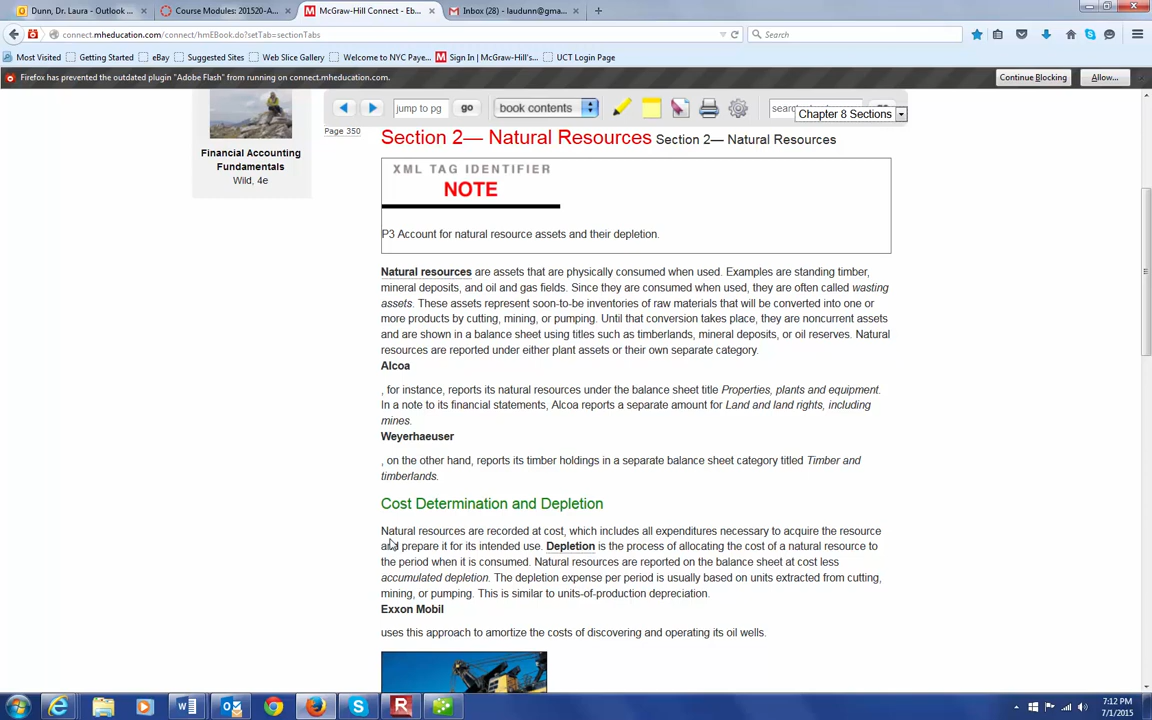 Dunn, Dr. Laura - Outlook ...
Course Modules: 201520-A...
McGraw-Hill Connect - Eb...
Inbox (28) - laudunn@gma...
connect.mheducation.com/connect/hmEBook.do?setTab=sectionTabs
Search
Most Visited
Getting Started
eBay
Suggested Sites
Web Slice Gallery
Welcome to NYC Paye...
Sign In | McGraw-Hill's...
UCT Login Page
Firefox has prevented the outdated plugin "Adobe Flash" from running on connect.mheducation.com.
Continue Blocking
Allow...
jump to pg
go
book contents
Chapter 8 Sections
Page 350
Financial Accounting
Fundamentals
Wild, 4e
Section 2— Natural Resources Section 2— Natural Resources
XML TAG IDENTIFIER
NOTE
P3 Account for natural resource assets and their depletion.
Natural resources are assets that are physically consumed when used. Examples are standing timber,
mineral deposits, and oil and gas fields. Since they are consumed when used, they are often called wasting
assets. These assets represent soon-to-be inventories of raw materials that will be converted into one or
more products by cutting, mining, or pumping. Until that conversion takes place, they are noncurrent assets
and are shown in a balance sheet using titles such as timberlands, mineral deposits, or oil reserves. Natural
resources are reported under either plant assets or their own separate category.
Alcoa
, for instance, reports its natural resources under the balance sheet title Properties, plants and equipment.
In a note to its financial statements, Alcoa reports a separate amount for Land and land rights, including
mines.
Weyerhaeuser
, on the other hand, reports its timber holdings in a separate balance sheet category titled Timber and
timberlands.
Cost Determination and Depletion
Natural resources are recorded at cost, which includes all expenditures necessary to acquire the resource
and prepare it for its intended use. Depletion is the process of allocating the cost of a natural resource to
the period when it is consumed. Natural resources are reported on the balance sheet at cost less
accumulated depletion. The depletion expense per period is usually based on units extracted from cutting,
mining, or pumping. This is similar to units-of-production depreciation.
Exxon Mobil
uses this approach to amortize the costs of discovering and operating its oil wells.
7:12 PM
7/1/2015